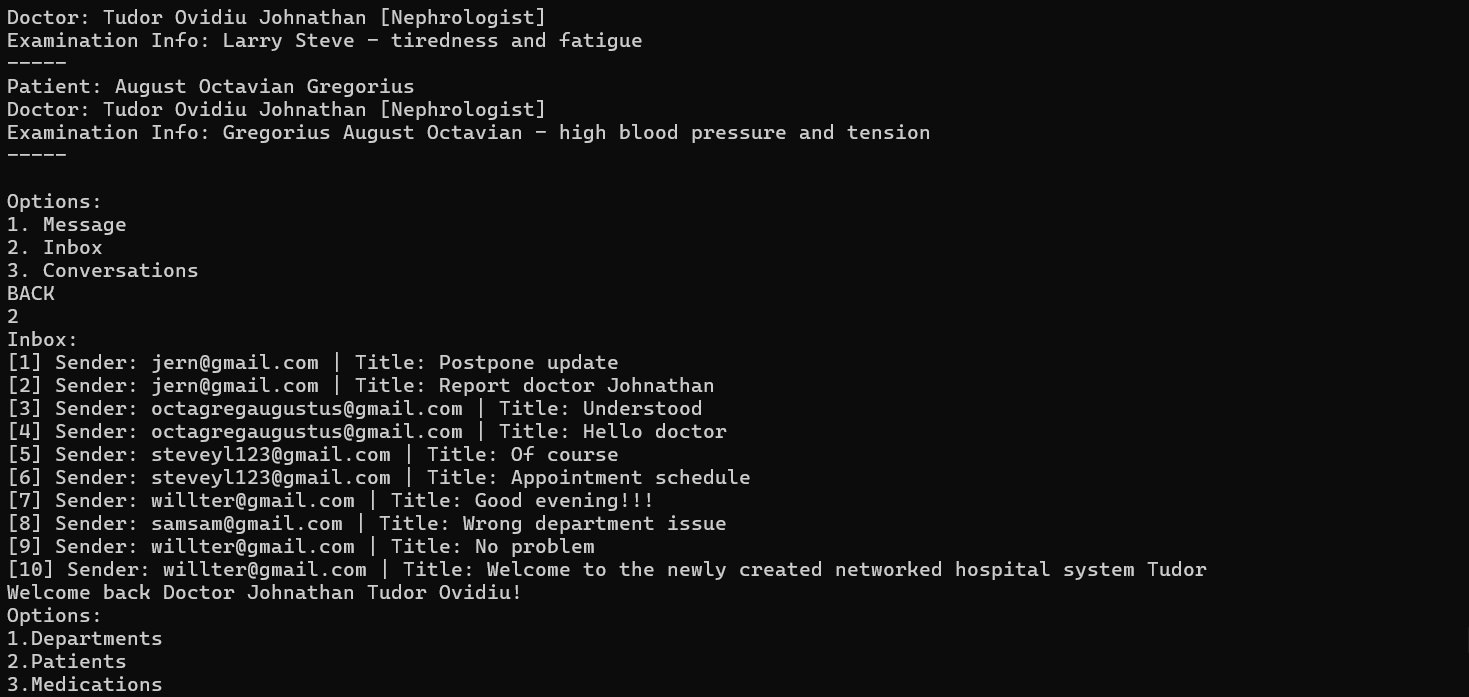 Doctor: Tudor Ovidiu Johnathan [Nephrologist]
Examination Info: Larry Steve - tiredness and fatigue
-----
Patient: August Octavian Gregorius
Doctor: Tudor Ovidiu Johnathan [Nephrologist]
Examination Info: Gregorius August Octavian - high blood pressure and tension
-----
Options:
1. Message
2. Inbox
3. Conversations
BACK
2
Inbox:
[1] Sender: jern@gmail.com | Title: Postpone update
[2] Sender: jern@gmail.com | Title: Report doctor Johnathan
[3] Sender: octagregaugustus@gmail.com | Title: Understood
[4] Sender: octagregaugustus@gmail.com | Title: Hello doctor
[5] Sender: steveyl123@gmail.com | Title: Of course
[6] Sender: steveyl123@gmail.com | Title: Appointment schedule
[7] Sender: willter@gmail.com | Title: Good evening!!!
[8] Sender: samsam@gmail.com | Title: Wrong department issue
[9] Sender: willter@gmail.com | Title: No problem
[10] Sender: willter@gmail.com | Title: Welcome to the newly created networked hospital system Tudor
Welcome back Doctor Johnathan Tudor Ovidiu!
Options:
1.Departments
2.Patients
3.Medications